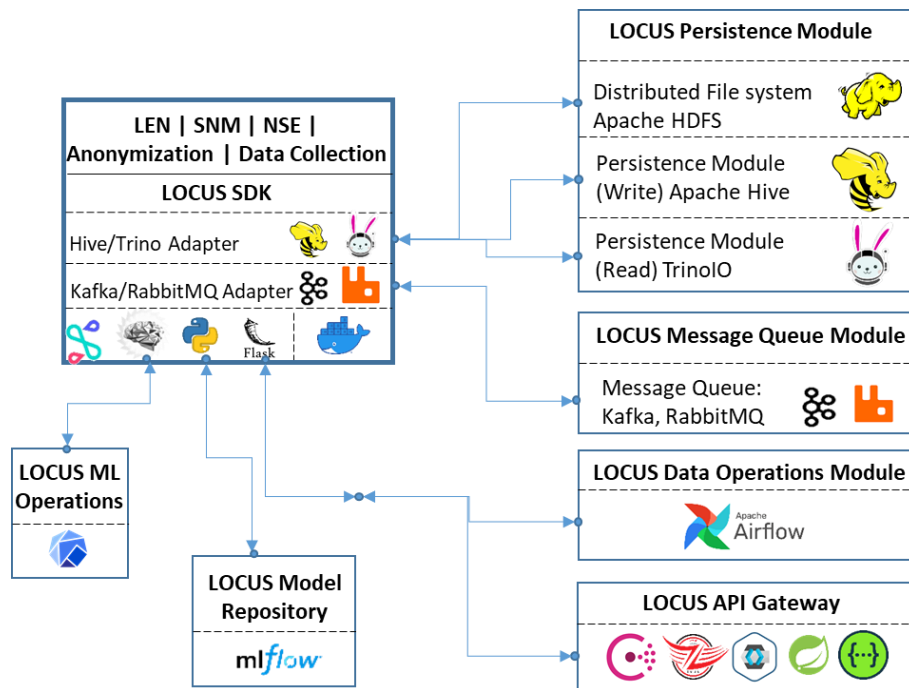 LEN | SNM | NSE |
Anonymization | Data Collection
LOCUS SDK
Hive/Trino Adapter
Kafka/RabbitMQ Adapter
Flask
LOCUS ML
Operations
LOCUS Model
Repository
mlflow
LOCUS Persistence Module
Distributed File system
Apache HDFS
Persistence Module
(Write) Apache Hive
Persistence Module
(Read) TrinoIO
LOCUS Message Queue Module
Message Queue:
Kafka, RabbitMQ
LOCUS Data Operations Module
Apache
Airflow
LOCUS API Gateway